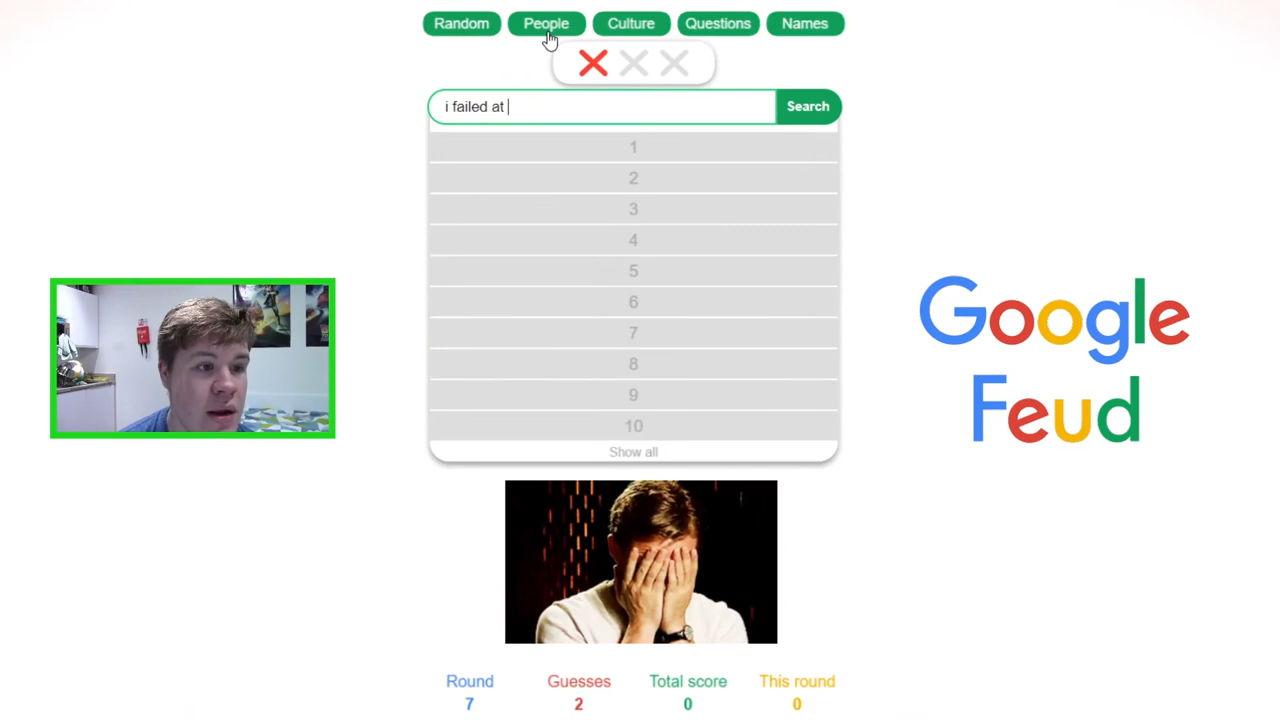 Random People Culture Questions Names
i failed at
Search
1
2
3
4
5
6
7
8
9
10
Show all
Google
Feud
Round Guesses Total score This round
7 2 0 0